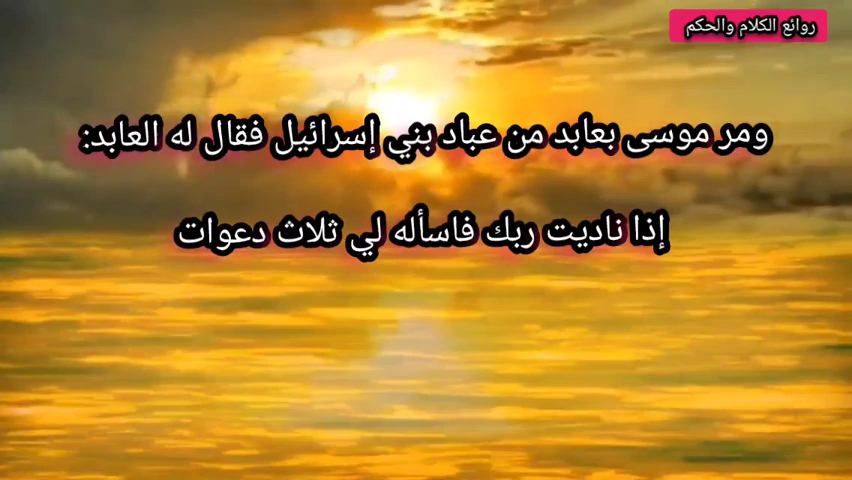 روائع الكلام والحكم
ومر موسى بعابد من عباد بني إسرائيل فقال له العابد:
إذا ناديت ربك فاسأله لي ثلاث دعوات